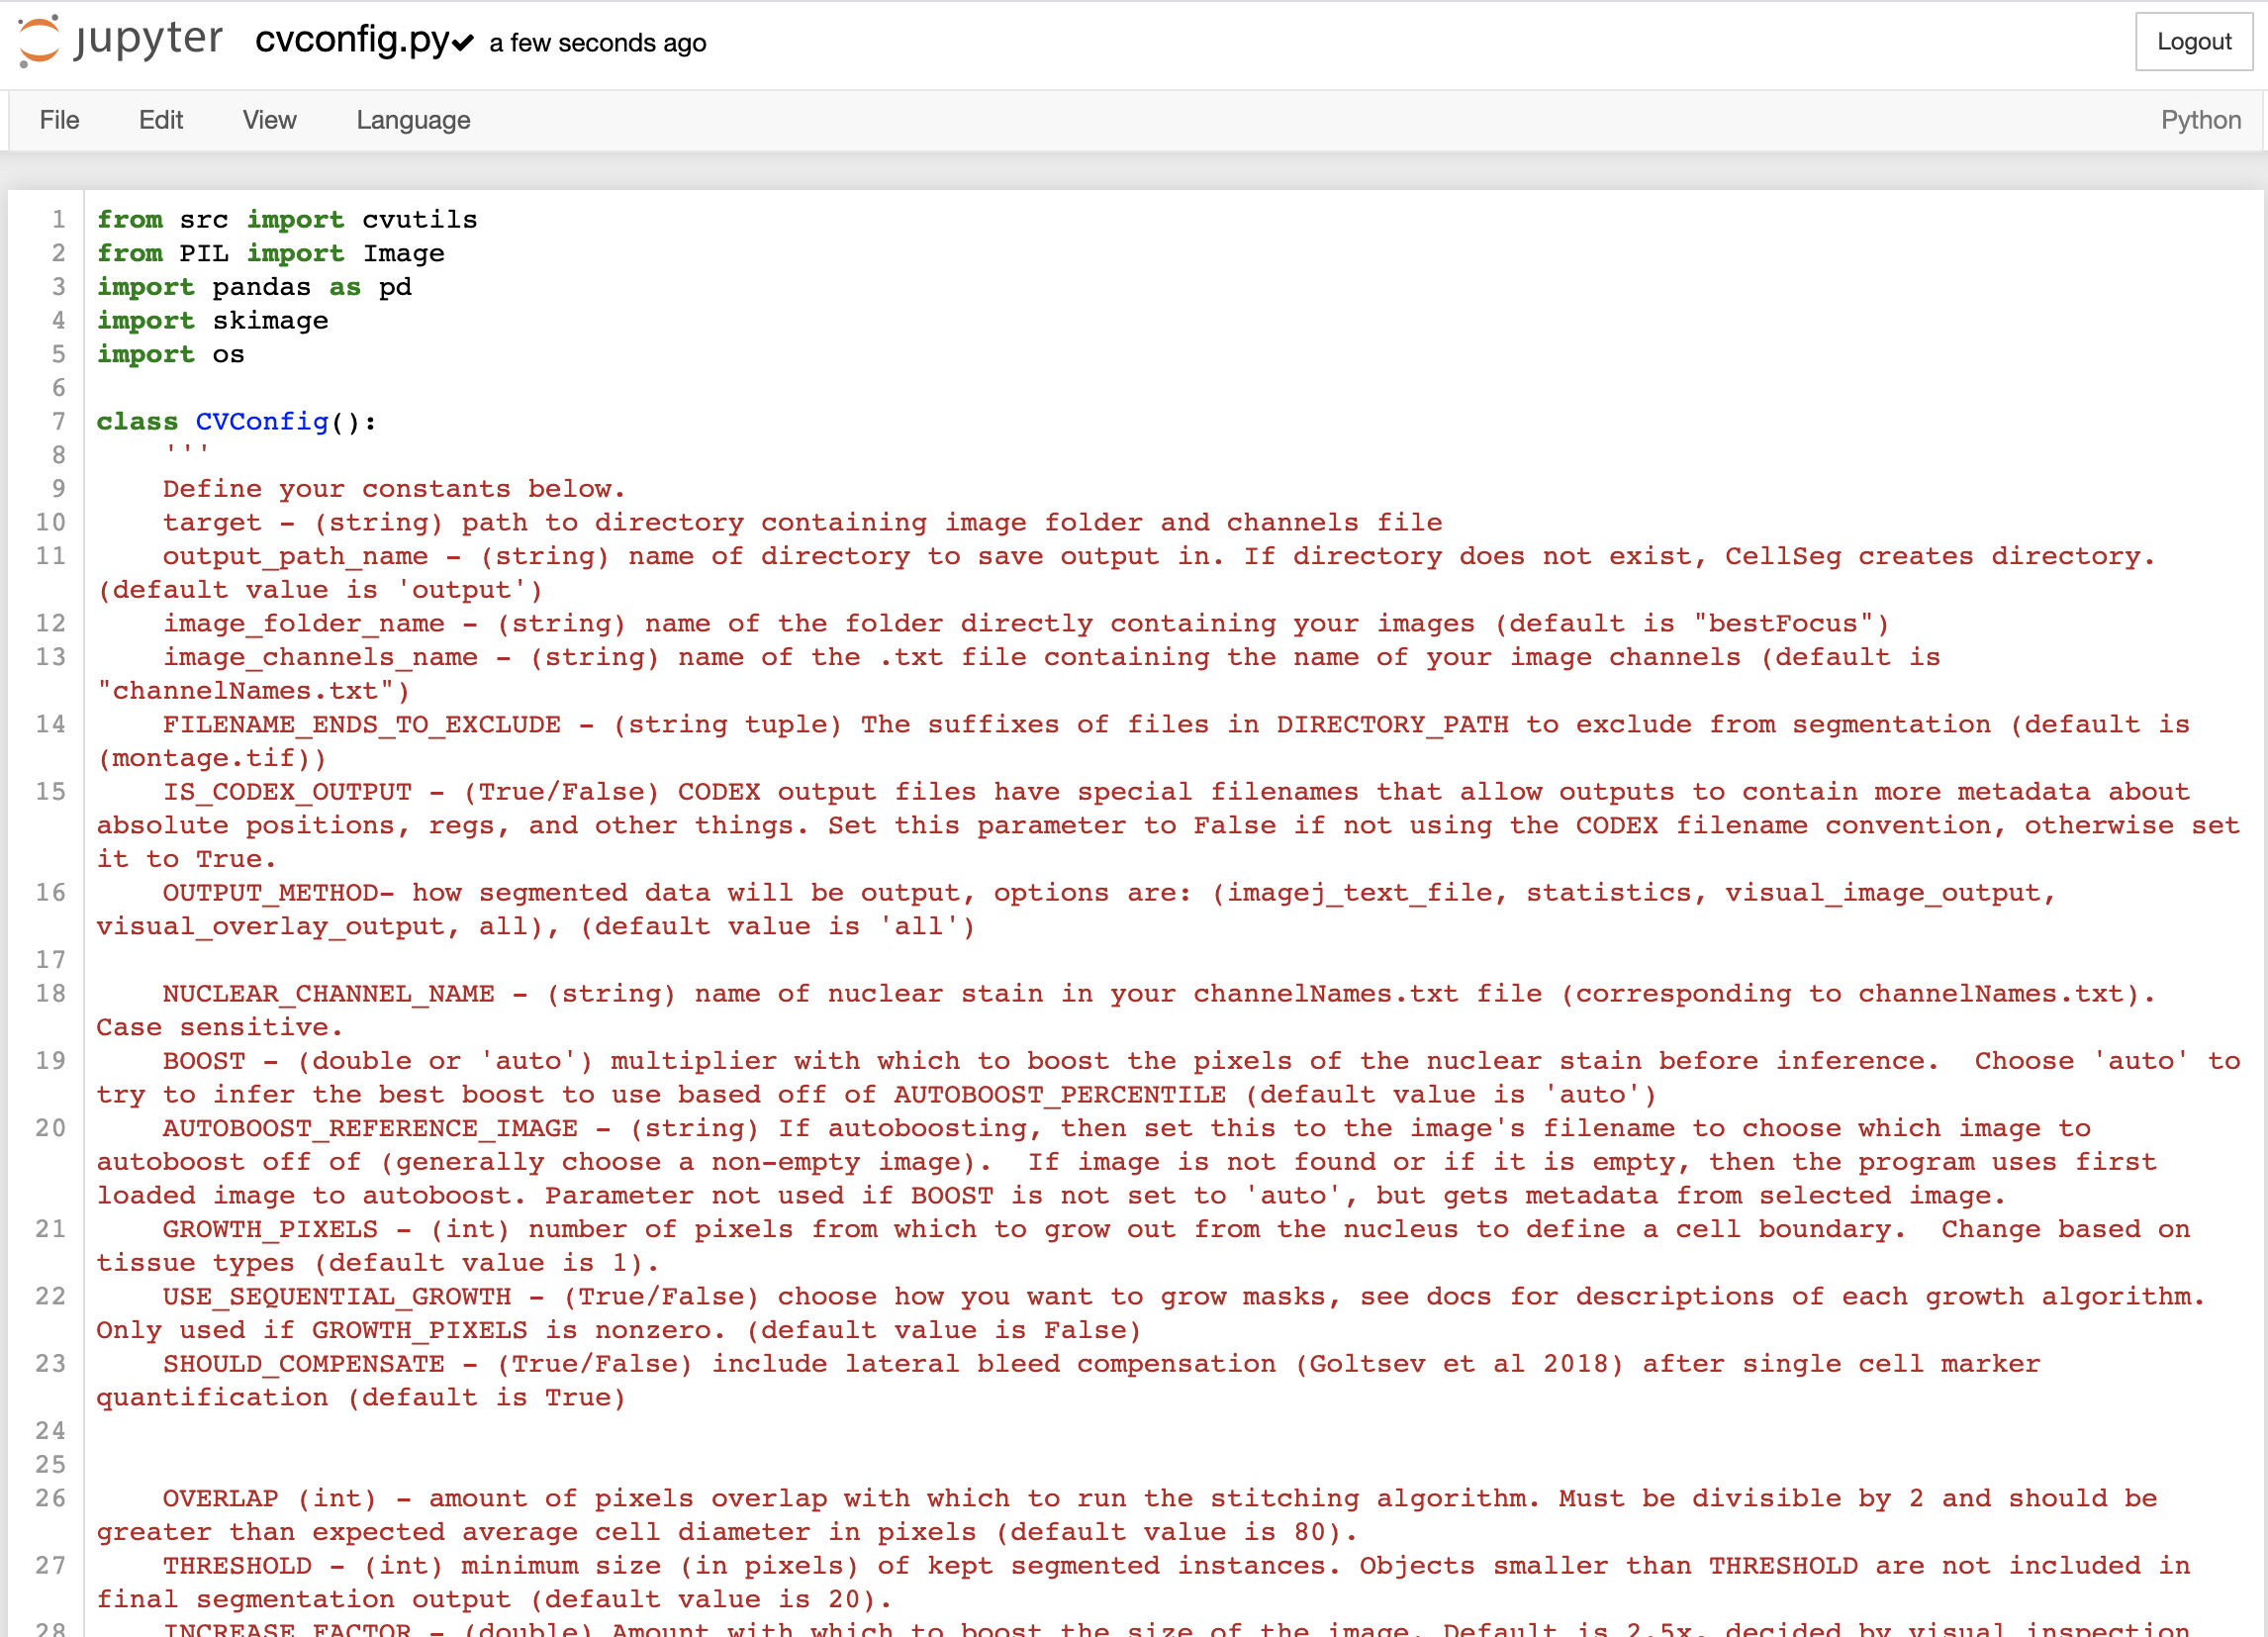 jupyter cvconfig.py✔ a few seconds ago Logout
File Edit View Language Python
1 from src import cvutils
2 from PIL import Image
3 import pandas as pd
4 import skimage
5 import os
6
7 class CVConfig():
8     '''
9     Define your constants below.
10     target - (string) path to directory containing image folder and channels file
11     output_path_name - (string) name of directory to save output in. If directory does not exist, CellSeg creates directory.
(default value is 'output')
12     image_folder_name - (string) name of the folder directly containing your images (default is "bestFocus")
13     image_channels_name - (string) name of the .txt file containing the name of your image channels (default is
"channelNames.txt")
14     FILENAME_ENDS_TO_EXCLUDE - (string tuple) The suffixes of files in DIRECTORY_PATH to exclude from segmentation (default is
(montage.tif))
15     IS_CODEX_OUTPUT - (True/False) CODEX output files have special filenames that allow outputs to contain more metadata about
absolute positions, regs, and other things. Set this parameter to False if not using the CODEX filename convention, otherwise set
it to True.
16     OUTPUT_METHOD- how segmented data will be output, options are: (imagej_text_file, statistics, visual_image_output,
visual_overlay_output, all), (default value is 'all')
17
18     NUCLEAR_CHANNEL_NAME - (string) name of nuclear stain in your channelNames.txt file (corresponding to channelNames.txt).
Case sensitive.
19     BOOST - (double or 'auto') multiplier with which to boost the pixels of the nuclear stain before inference.  Choose 'auto' to
try to infer the best boost to use based off of AUTOBOOST_PERCENTILE (default value is 'auto')
20     AUTOBOOST_REFERENCE_IMAGE - (string) If autoboosting, then set this to the image's filename to choose which image to
autoboost off of (generally choose a non-empty image).  If image is not found or if it is empty, then the program uses first
loaded image to autoboost. Parameter not used if BOOST is not set to 'auto', but gets metadata from selected image.
21     GROWTH_PIXELS - (int) number of pixels from which to grow out from the nucleus to define a cell boundary.  Change based on
tissue types (default value is 1).
22     USE_SEQUENTIAL_GROWTH - (True/False) choose how you want to grow masks, see docs for descriptions of each growth algorithm.
Only used if GROWTH_PIXELS is nonzero. (default value is False)
23     SHOULD_COMPENSATE - (True/False) include lateral bleed compensation (Goltsev et al 2018) after single cell marker
quantification (default is True)
24
25
26     OVERLAP (int) - amount of pixels overlap with which to run the stitching algorithm. Must be divisible by 2 and should be
greater than expected average cell diameter in pixels (default value is 80).
27     THRESHOLD - (int) minimum size (in pixels) of kept segmented instances. Objects smaller than THRESHOLD are not included in
final segmentation output (default value is 20).
28     INCREASE_FACTOR - (double) Amount with which to boost the size of the image. Default is 2.5x, decided by visual inspection